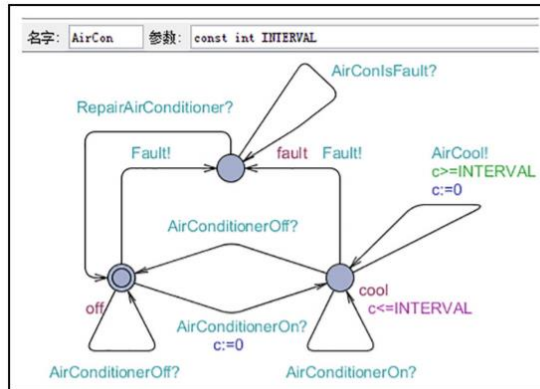 名字: AirCon 参数: const int INTERVAL
AirConIsFault?
RepairAirConditioner?
Fault!
fault
Fault!
AirCool!
c>=INTERVAL
c:=0
AirConditionerOff?
off
cool
c<=INTERVAL
AirConditionerOn?
c:=0
AirConditionerOff?
AirConditionerOn?